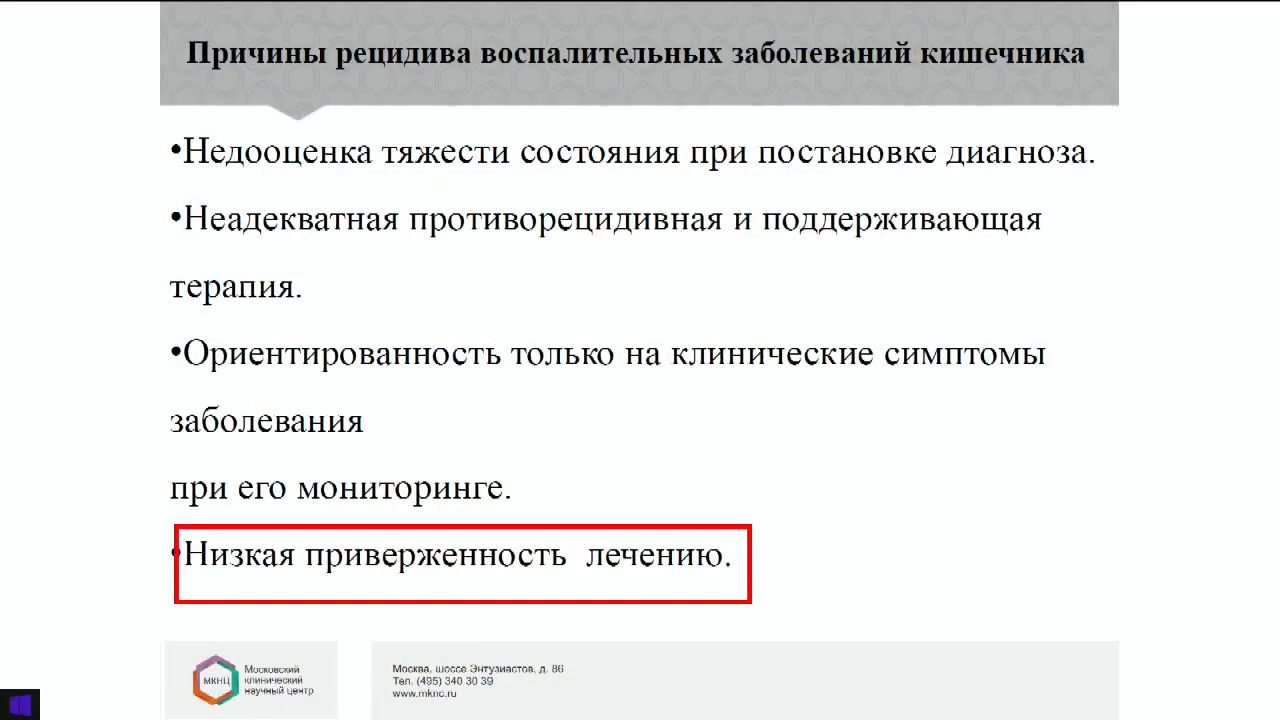 Причины рецидива воспалительных заболеваний кишечника
•Недооценка тяжести состояния при постановке диагноза.
•Неадекватная противорецидивная и поддерживающая
терапия.
•Ориентированность только на клинические симптомы
заболевания
при его мониторинге.
•Низкая приверженность лечению.
МКНЦ
Московский
клинический
научный центр
Москва, шоссе Энтузиастов, д. 86
Тел. (495) 340 30 39
www.mknc.ru